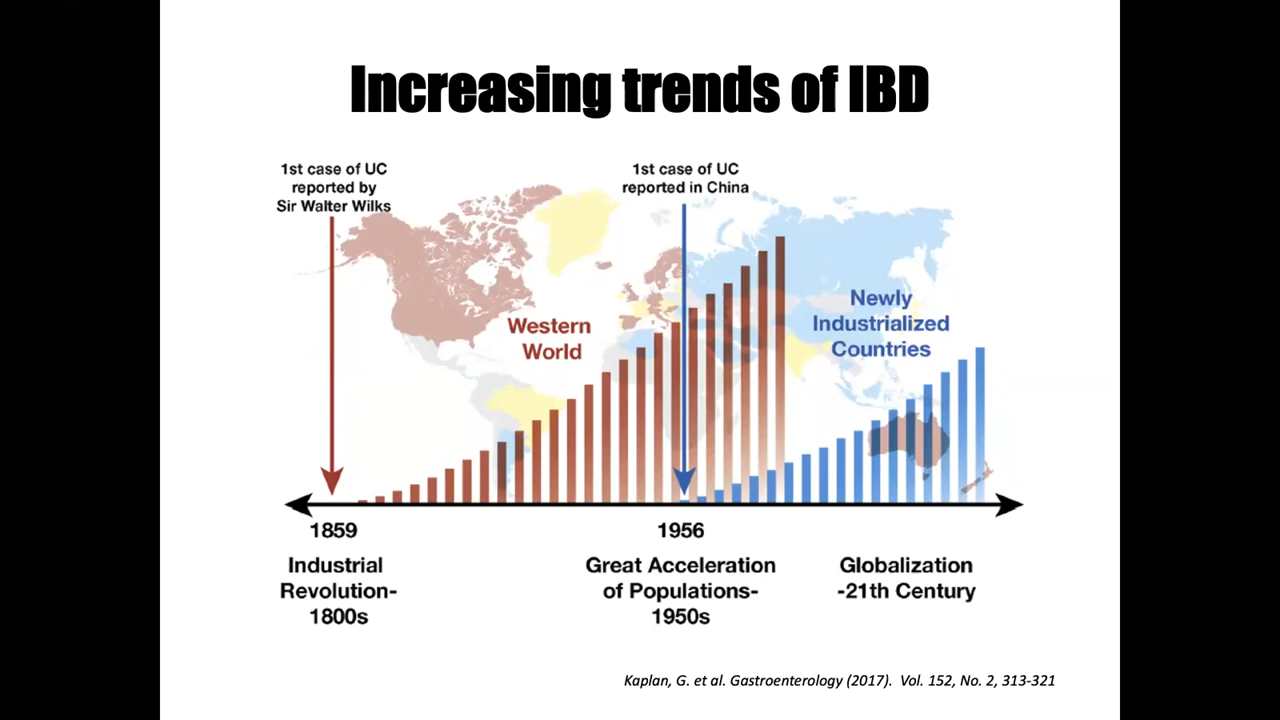 Increasing trends of IBD
1st case of UC
reported by
Sir Walter Wilks
1st case of UC
reported in China
Western
World
Newly
Industrialized
Countries
1859
Industrial
Revolution-
1800s
1956
Great Acceleration
of Populations-
1950s
Globalization
-21th Century
Kaplan, G. et al. Gastroenterology (2017). Vol. 152, No. 2, 313-321